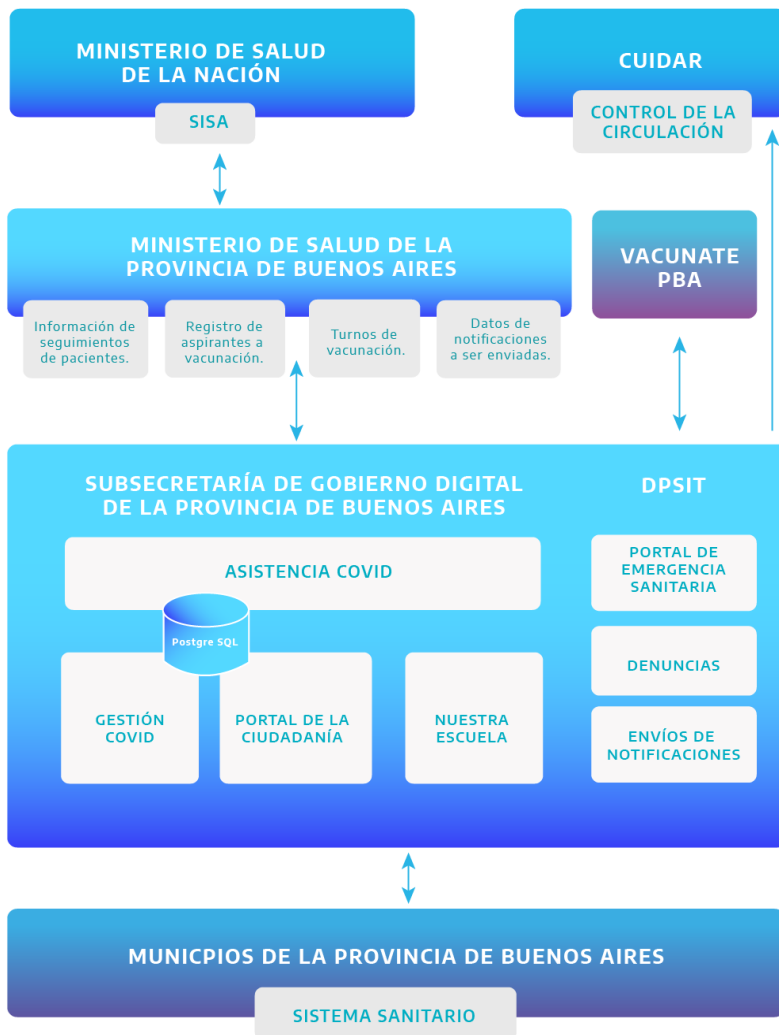 MINISTERIO DE SALUD
DE LA NACIÓN
SISA
CUIDAR
CONTROL DE LA
CIRCULACIÓN
MINISTERIO DE SALUD DE LA
PROVINCIA DE BUENOS AIRES
Información de
seguimientos
de pacientes.
Registro de
aspirantes a
vacunación.
Turnos de
vacunación.
Datos de
notificaciones
a ser enviadas.
VACUNATE
PBA
SUBSECRETARÍA DE GOBIERNO DIGITAL
DE LA PROVINCIA DE BUENOS AIRES
ASISTENCIA COVID
Postgre SQL
GESTIÓN
COVID
PORTAL DE LA
CIUDADANÍA
NUESTRA
ESCUELA
DPSIT
PORTAL DE
EMERGENCIA
SANITARIA
DENUNCIAS
ENVÍOS DE
NOTIFICACIONES
MUNICPIOS DE LA PROVINCIA DE BUENOS AIRES
SISTEMA SANITARIO